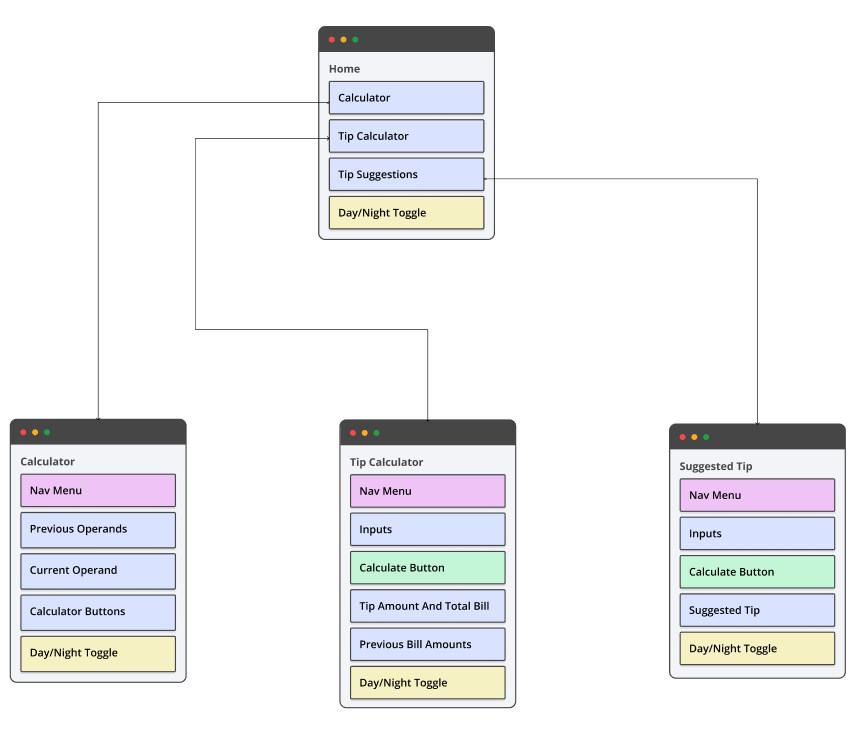 Home
Calculator
Tip Calculator
Tip Suggestions
Day/Night Toggle
Calculator
Nav Menu
Previous Operands
Current Operand
Calculator Buttons
Day/Night Toggle
Tip Calculator
Nav Menu
Inputs
Calculate Button
Tip Amount And Total Bill
Previous Bill Amounts
Day/Night Toggle
Suggested Tip
Nav Menu
Inputs
Calculate Button
Suggested Tip
Day/Night Toggle